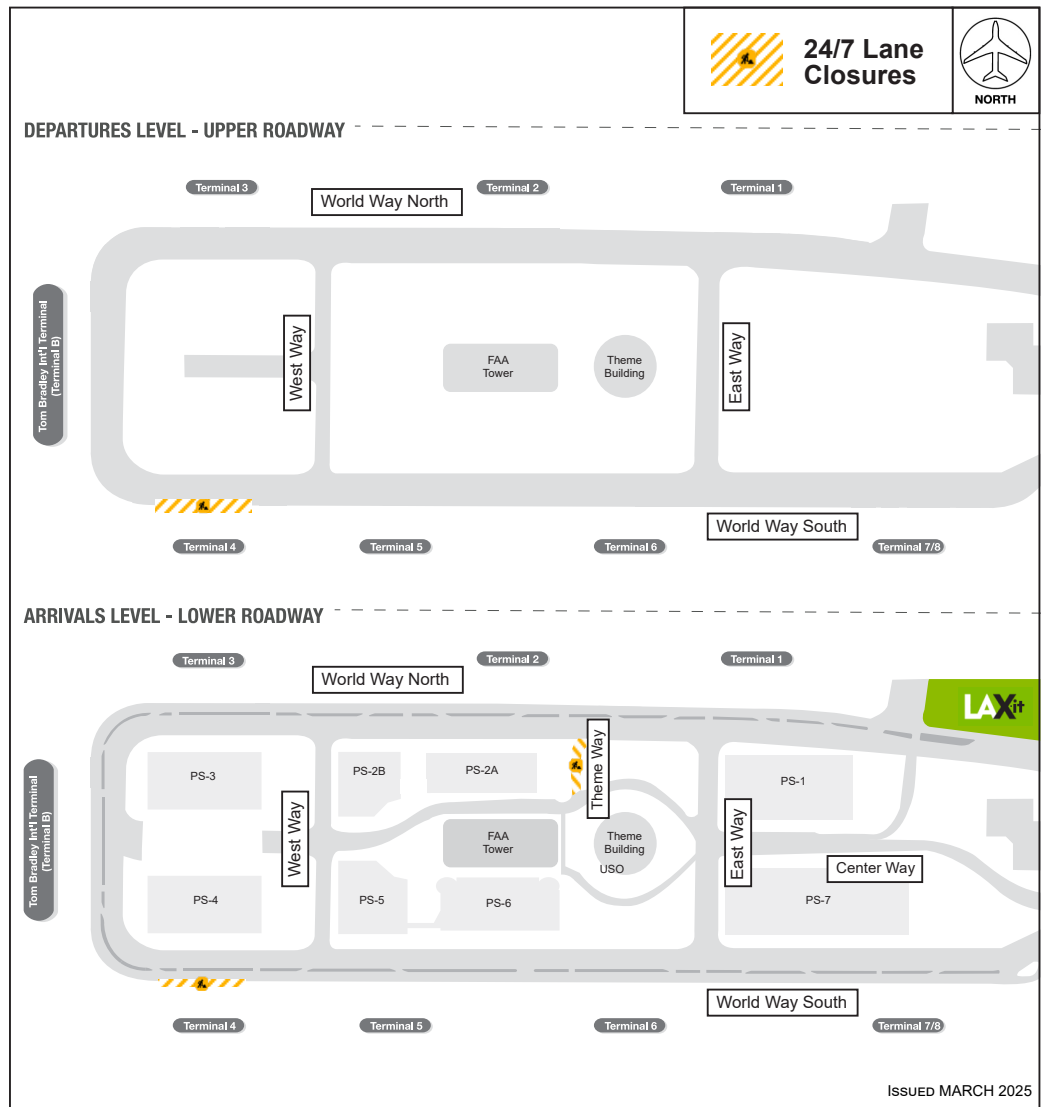 24/7 Lane
Closures
NORTH
DEPARTURES LEVEL - UPPER ROADWAY
Terminal 3
Terminal 2
Terminal 1
World Way North
Tom Bradley Int'l Terminal
(Terminal B)
West Way
FAA
Tower
Theme
Building
East Way
World Way South
Terminal 4
Terminal 5
Terminal 6
Terminal 7/8
ARRIVALS LEVEL - LOWER ROADWAY
Terminal 3
Terminal 2
Terminal 1
World Way North
LAXit
Tom Bradley Int'l Terminal
(Terminal B)
PS-3
PS-2B
PS-2A
Theme Way
PS-1
West Way
FAA
Tower
Theme
Building
USO
East Way
Center Way
PS-4
PS-5
PS-6
PS-7
World Way South
Terminal 4
Terminal 5
Terminal 6
Terminal 7/8
ISSUED MARCH 2025